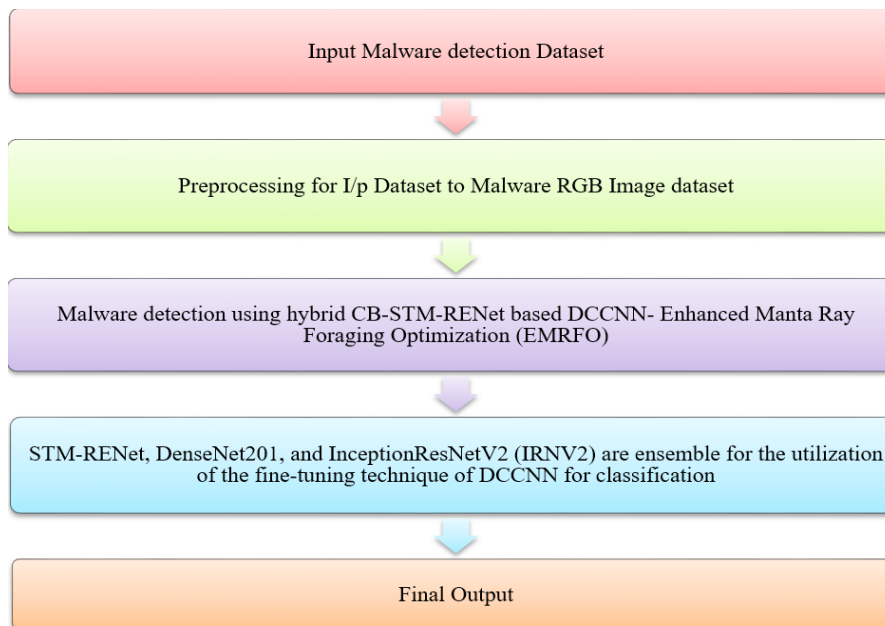 Input Malware detection Dataset
Preprocessing for I/p Dataset to Malware RGB Image dataset
Malware detection using hybrid CB-STM-RENet based DCCNN- Enhanced Manta Ray
Foraging Optimization (EMRFO)
STM-RENet, DenseNet201, and InceptionResNetV2 (IRNV2) are ensemble for the utilization
of the fine-tuning technique of DCCNN for classification
Final Output